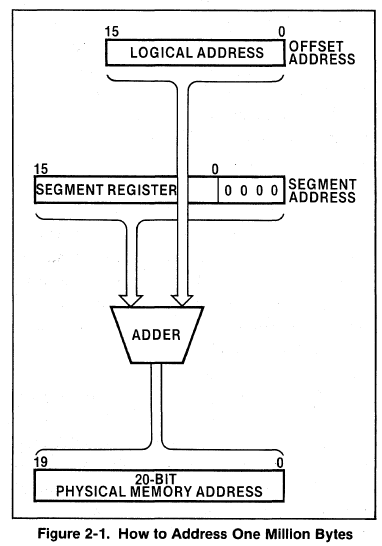 15 0 OFFSET
LOGICAL ADDRESS ADDRESS
15 0
SEGMENT REGISTER 0 0 0 0 SEGMENT
ADDRESS
ADDER
19 0
20-BIT
PHYSICAL MEMORY ADDRESS
Figure 2-1. How to Address One Million Bytes